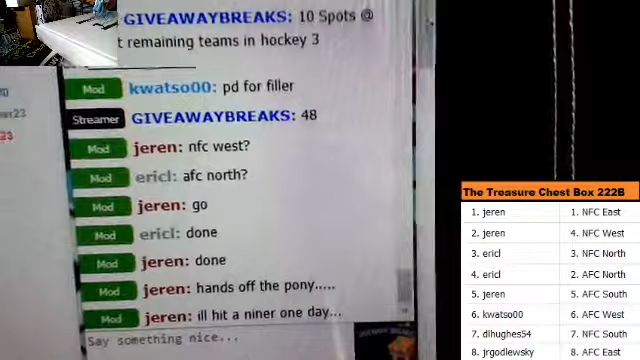 GIVEAWAYBREAKS: 10 Spots @
t remaining teams in hockey 3
Mod kwatso00: pd for filler
Streamer GIVEAWAYBREAKS: 48
Mod jeren: nfc west?
Mod ericl: afc north?
Mod jeren: go
Mod ericl: done
Mod jeren: done
Mod jeren: hands off the pony.....
Mod jeren: ill hit a niner one day...
Say something nice...
23
The Treasure Chest Box 222B
1. jeren 1. NFC East
2. jeren 4. NFC West
3. ericl 3. NFC North
4. ericl 2. AFC North
5. jeren 5. AFC South
6. kwatso00 6. AFC West
7. dlhughes54 7. NFC South
8. jrgodlewsky 8. AFC East